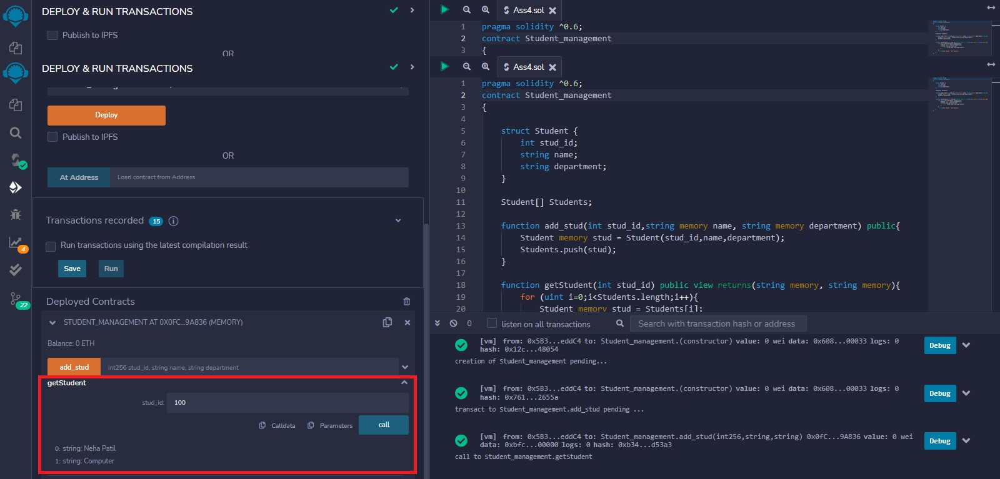 DEPLOY & RUN TRANSACTIONS
Publish to IPFS
OR
DEPLOY & RUN TRANSACTIONS
Deploy
Publish to IPFS
OR
At Address
Load contract from Address
Transactions recorded 15 i
Run transactions using the latest compilation result
Save
Run
4
22
Deployed Contracts
STUDENT_MANAGEMENT AT 0X0FC...9A836 (MEMORY)
Balance: 0 ETH
add_stud
int256 stud_id, string name, string department
getStudent
stud_id: 100
Calldata
Parameters
call
0: string: Neha Patil
1: string: Computer
Ass4.sol
1 pragma solidity ^0.6;
2 contract Student_management
3 {
Ass4.sol
1 pragma solidity ^0.6;
2 contract Student_management
3 {
4
5 struct Student {
6 int stud_id;
7 string name;
8 string department;
9 }
10
11 Student[] Students;
12
13 function add_stud(int stud_id,string memory name, string memory department) public{
14 Student memory stud = Student(stud_id,name,department);
15 Students.push(stud);
16 }
17
18 function getStudent(int stud_id) public view returns(string memory, string memory){
19 for (uint i=0;i<Students.length;i++){
20 Student memory stud = Students[i];
0
listen on all transactions
Search with transaction hash or address
[vm] from: 0x5B3...eddC4 to: Student_management.(constructor) value: 0 wei data: 0x608...00033 logs: 0
hash: 0x12c...48054
Debug
creation of Student_management pending...
[vm] from: 0x5B3...eddC4 to: Student_management.(constructor) value: 0 wei data: 0x608...00033 logs: 0
hash: 0x761...2655a
Debug
transact to Student_management.add_stud pending ...
[vm] from: 0x5B3...eddC4 to: Student_management.add_stud(int256,string,string) 0x0fC...9A836 value: 0 wei
data: 0xbfc...00000 logs: 0 hash: 0xb34...d53a3
Debug
call to Student_management.getStudent